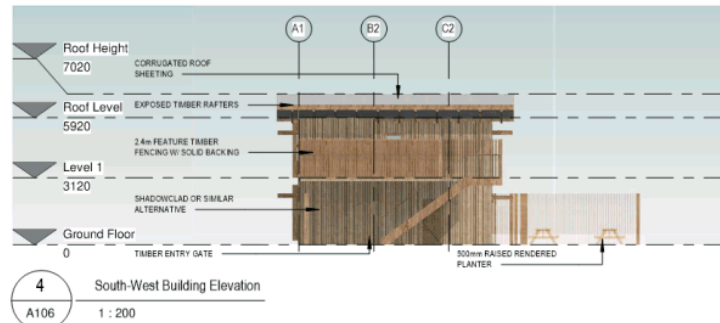 A1
B2
C2
Roof Height
7020
CORRUGATED ROOF
SHEETING
Roof Level
5920
EXPOSED TIMBER RAFTERS
2.4m FEATURE TIMBER
FENCING W/ SOLID BACKING
Level 1
3120
SHADOWCLAD OR SIMILAR
ALTERNATIVE
Ground Floor
0
TIMBER ENTRY GATE
500mm RAISED RENDERED
PLANTER
4
A106
South-West Building Elevation
1 : 200